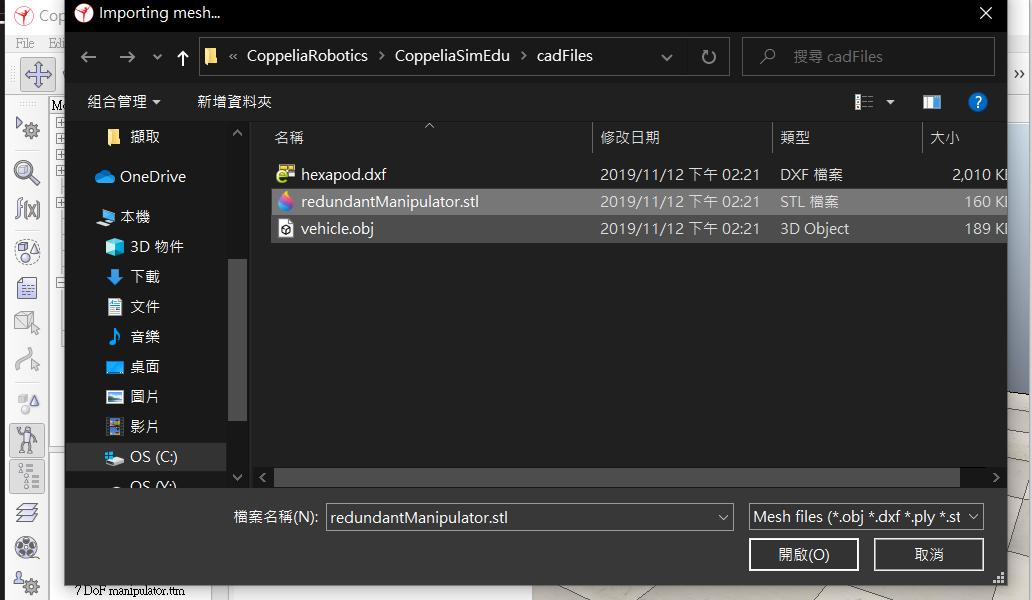 Importing mesh...
Cop
File Edi
« CoppeliaRobotics › CoppeliaSimEdu › cadFiles
搜尋 cadFiles
組合管理 新增資料夾
名稱 修改日期 類型 大小
擷取
OneDrive
本機
3D 物件
下載
文件
音樂
桌面
圖片
影片
OS (C:)
OS (Y:)
hexapod.dxf 2019/11/12 下午 02:21 DXF 檔案 2,010 K
redundantManipulator.stl 2019/11/12 下午 02:21 STL 檔案 160 K
vehicle.obj 2019/11/12 下午 02:21 3D Object 189 K
f(x)
檔案名稱(N): redundantManipulator.stl Mesh files (*.obj *.dxf *.ply *.st
開啟(O) 取消
7 DoF manipulator.ttm